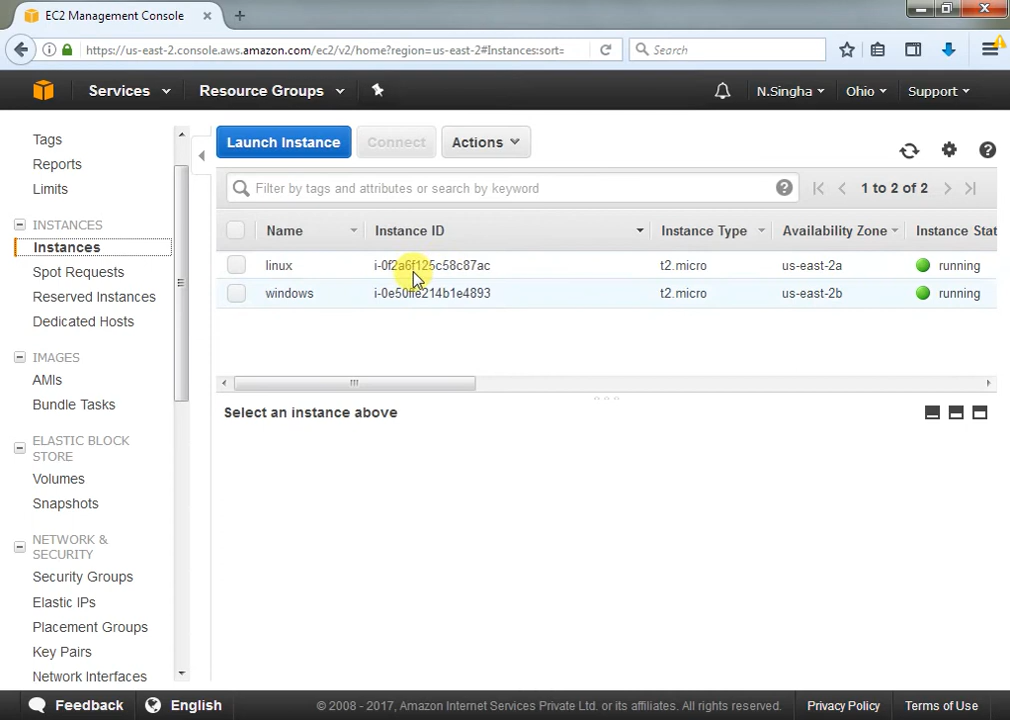 EC2 Management Console
https://us-east-2.console.aws.amazon.com/ec2/v2/home?region=us-east-2#Instances:sort=
Search
Services
Resource Groups
N.Singha
Ohio
Support
Tags
Reports
Limits
INSTANCES
Instances
Spot Requests
Reserved Instances
Dedicated Hosts
IMAGES
AMIs
Bundle Tasks
ELASTIC BLOCK
STORE
Volumes
Snapshots
NETWORK &
SECURITY
Security Groups
Elastic IPs
Placement Groups
Key Pairs
Network Interfaces
Launch Instance
Connect
Actions
Filter by tags and attributes or search by keyword
1 to 2 of 2
Name
Instance ID
Instance Type
Availability Zone
Instance Stat
linux
i-0f2a6f125c58c87ac
t2.micro
us-east-2a
running
windows
i-0e50ffe214b1e4893
t2.micro
us-east-2b
running
Select an instance above
Feedback
English
© 2008 - 2017, Amazon Internet Services Private Ltd. or its affiliates. All rights reserved.
Privacy Policy
Terms of Use